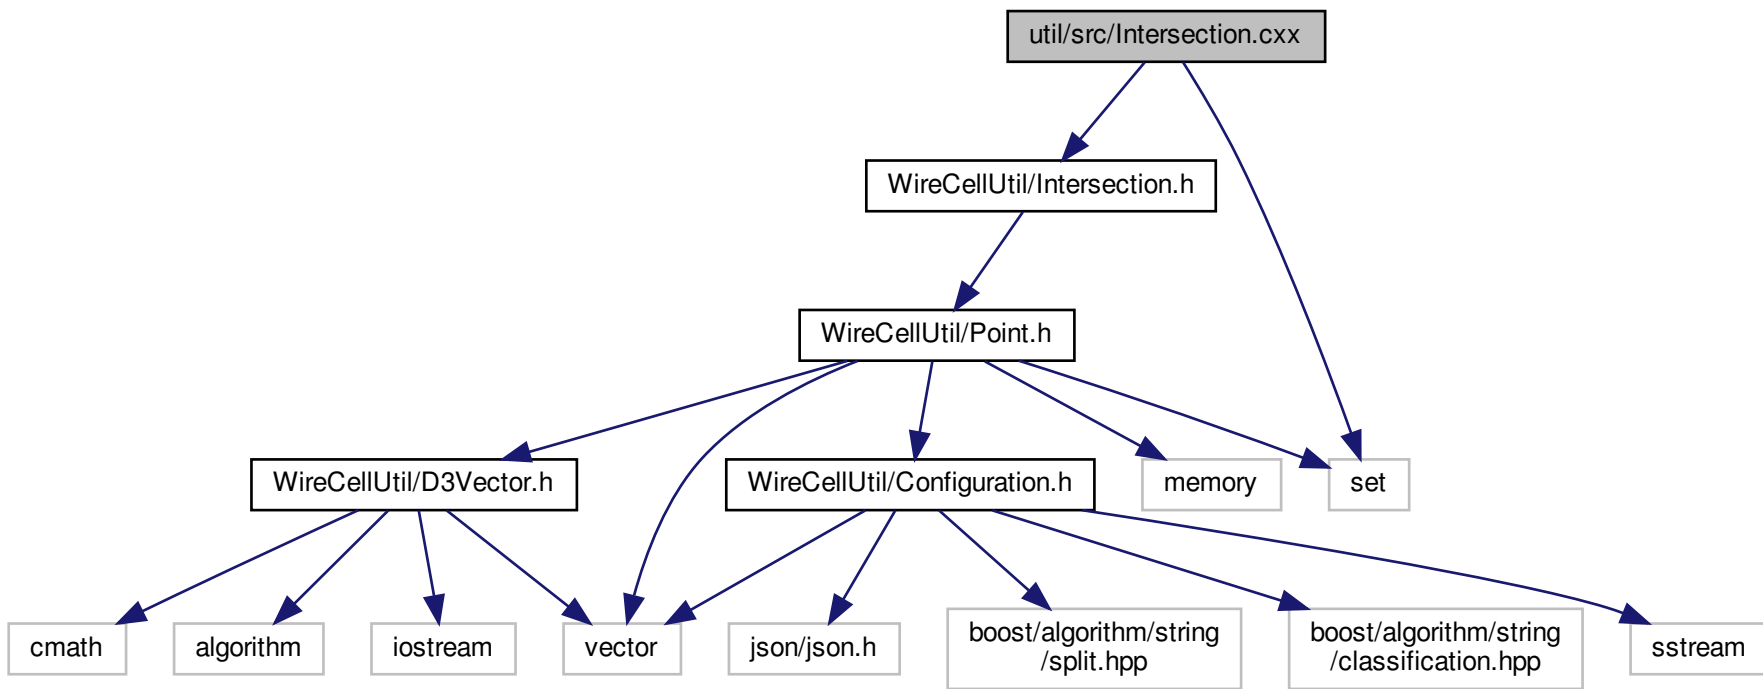 util/src/Intersection.cxx
WireCellUtil/Intersection.h
WireCellUtil/Point.h
WireCellUtil/D3Vector.h
WireCellUtil/Configuration.h
memory
set
cmath
algorithm
iostream
vector
json/json.h
boost/algorithm/string
/split.hpp
boost/algorithm/string
/classification.hpp
sstream